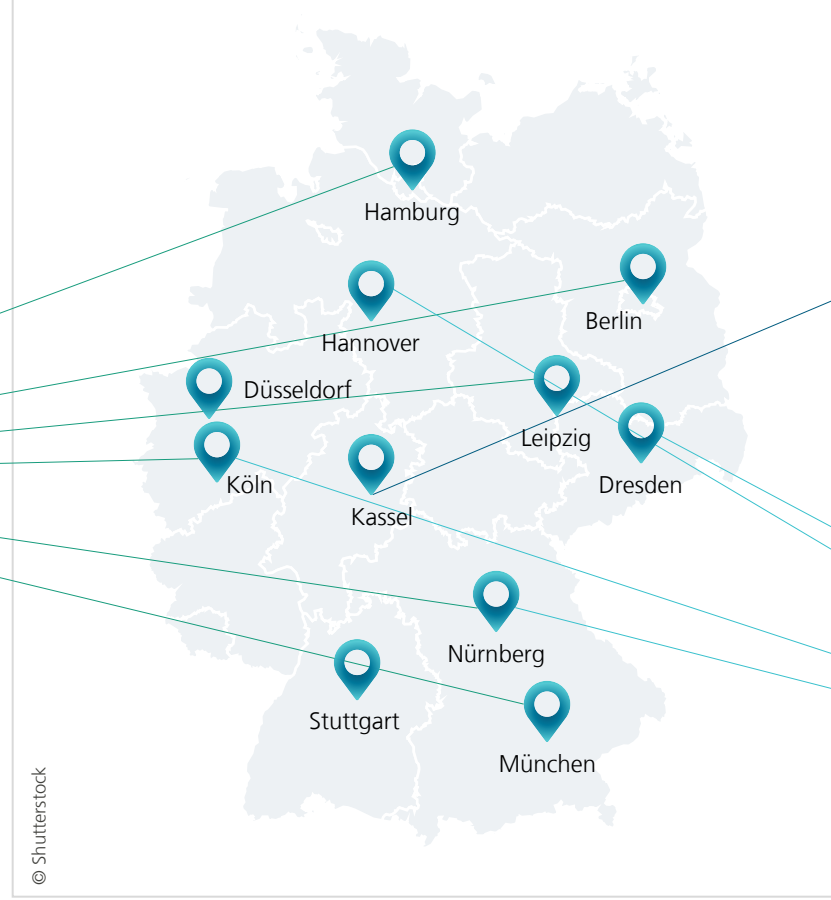 Hamburg
Berlin
Hannover
Düsseldorf
Leipzig
Köln
Dresden
Kassel
Nürnberg
Stuttgart
München
© Shutterstock